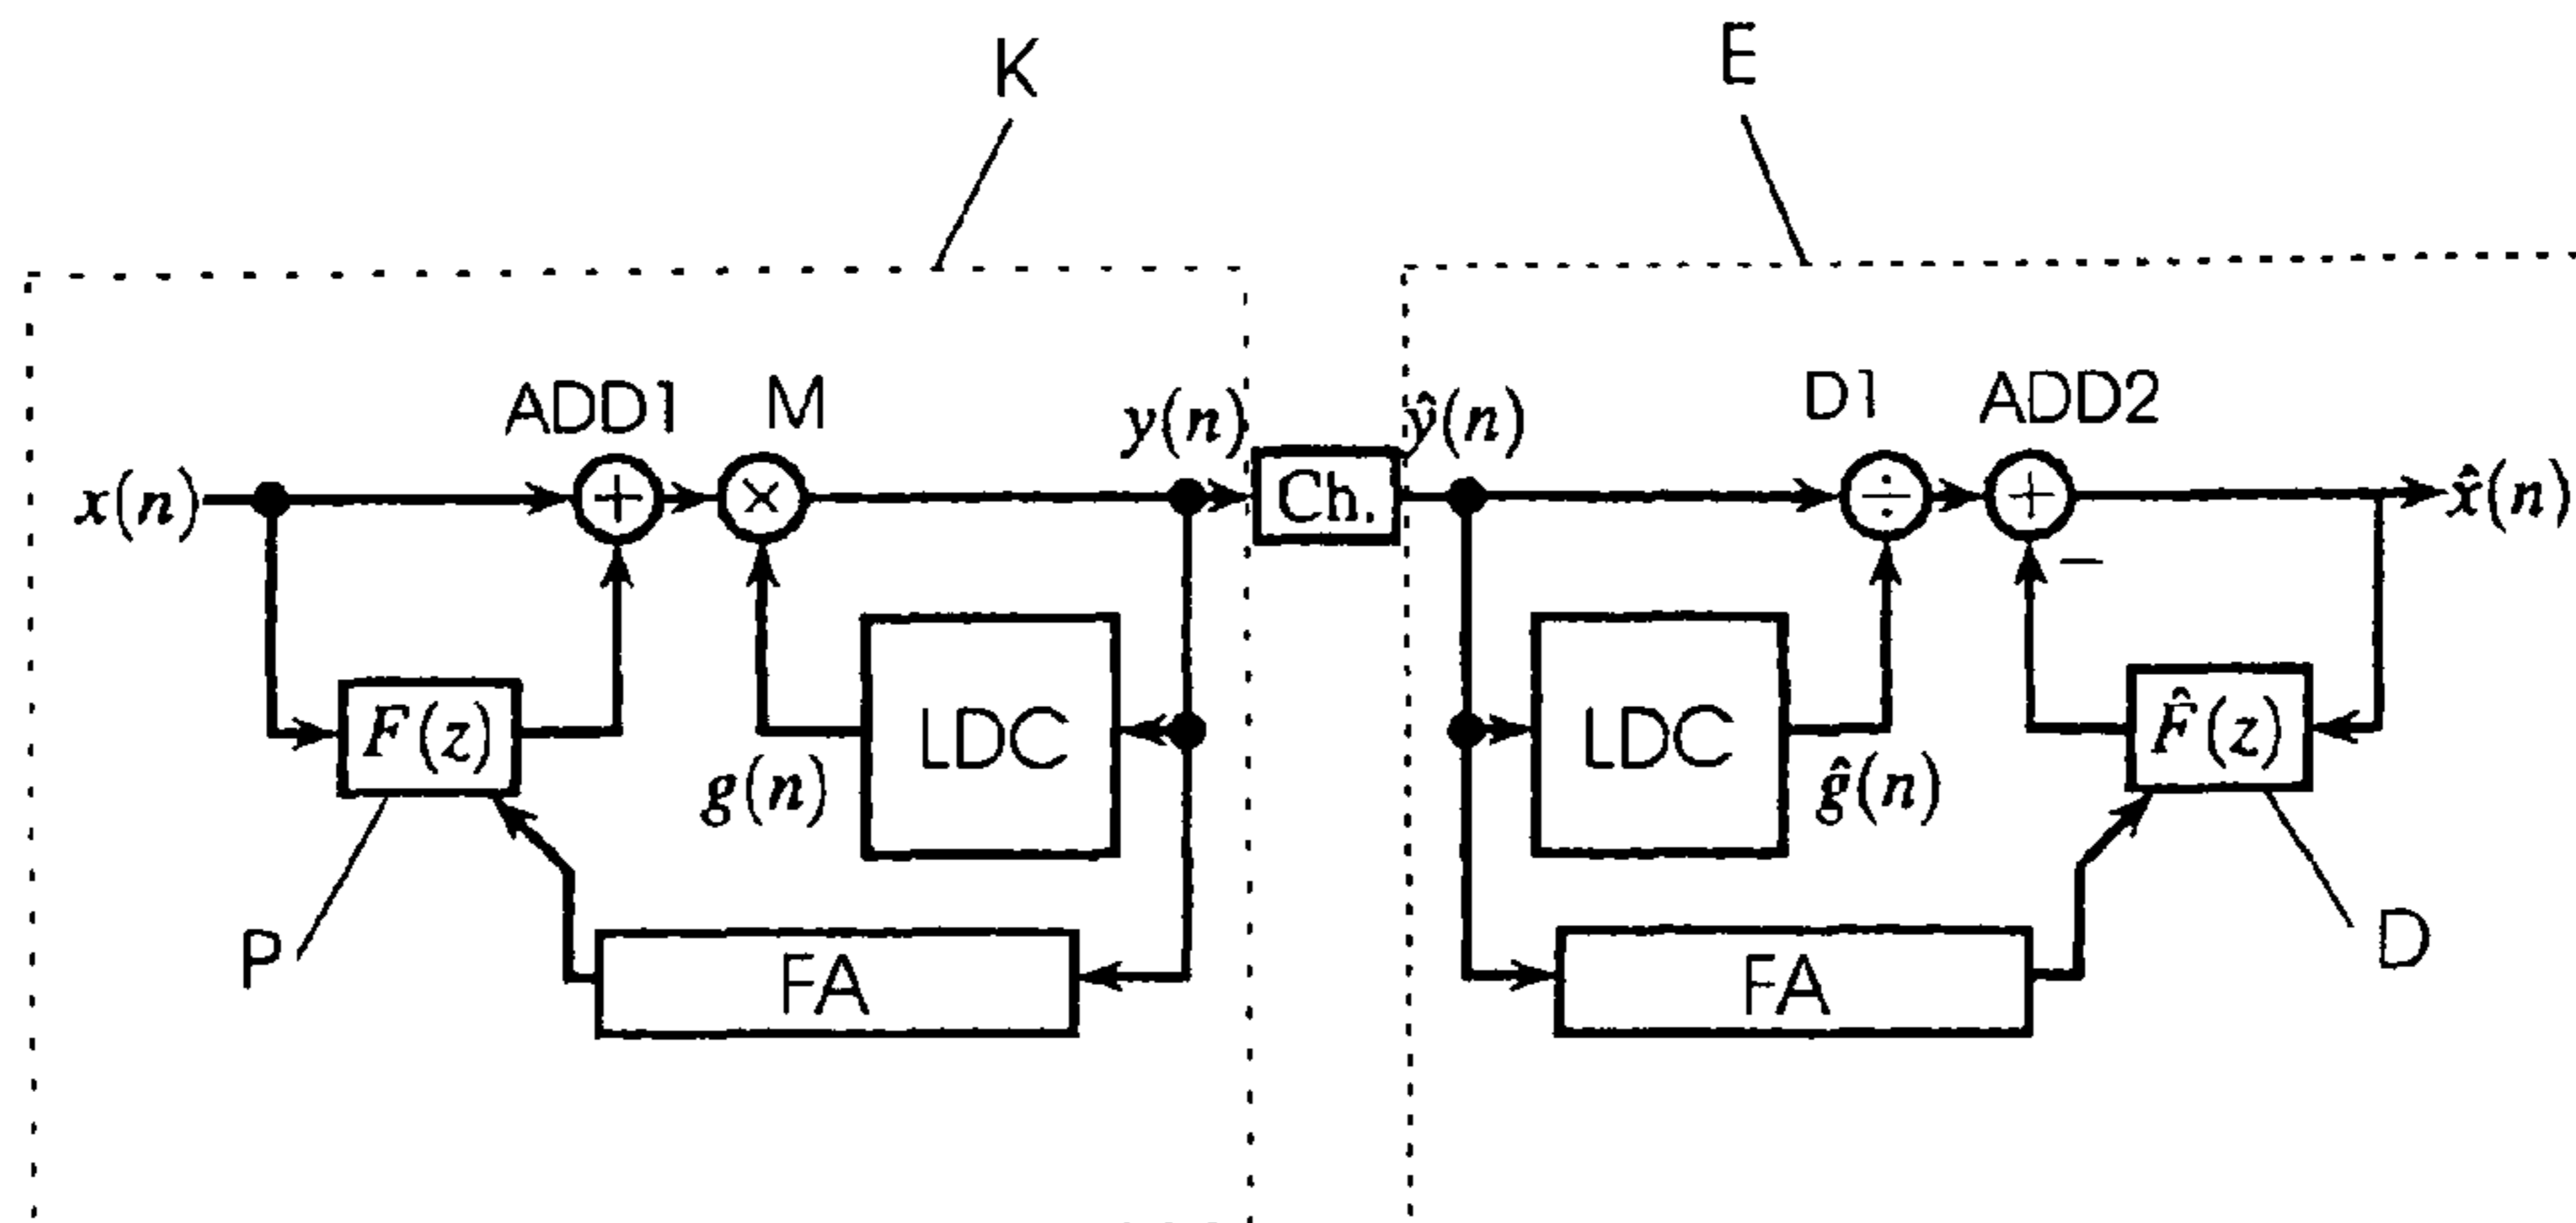 K
E
ADD1
M
y(n)
ŷ(n)
D1
ADD2
x(n)
+
×
Ch.
÷
+
x̂(n)
−
F(z)
LDC
LDC
F̂(z)
g(n)
ĝ(n)
P
FA
FA
D